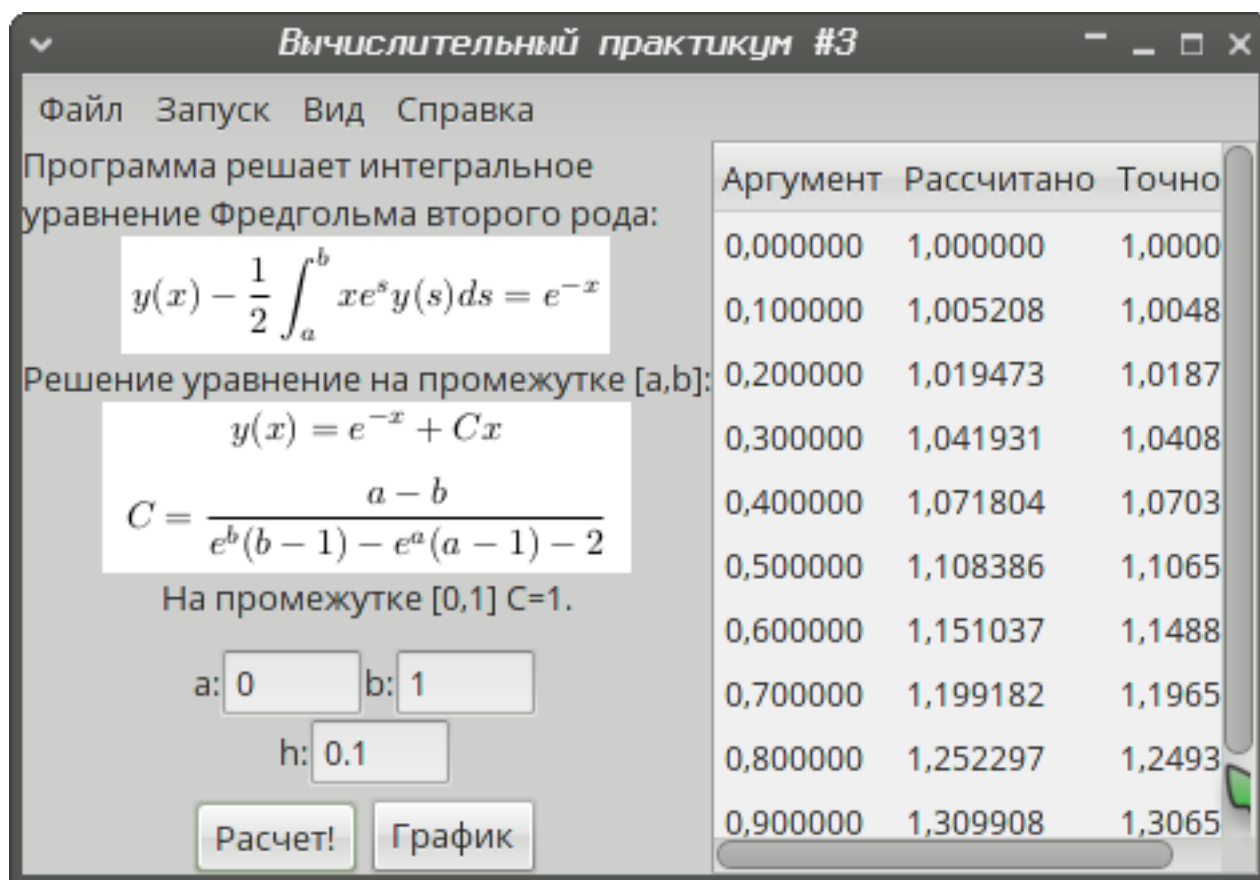 Вычислительный практикум #3
Файл Запуск Вид Справка
Программа решает интегральное
уравнение Фредгольма второго рода:
y(x) − \frac{1}{2} \int_a^b xe^s y(s)ds = e^{−x}
Решение уравнение на промежутке [a,b]:
y(x) = e^{−x} + Cx
C = \frac{a − b}{e^b(b − 1) − e^a(a − 1) − 2}
На промежутке [0,1] C=1.
a: 0 b: 1
h: 0.1
Расчет! График
Аргумент Рассчитано Точно
0,000000 1,000000 1,0000
0,100000 1,005208 1,0048
0,200000 1,019473 1,0187
0,300000 1,041931 1,0408
0,400000 1,071804 1,0703
0,500000 1,108386 1,1065
0,600000 1,151037 1,1488
0,700000 1,199182 1,1965
0,800000 1,252297 1,2493
0,900000 1,309908 1,3065